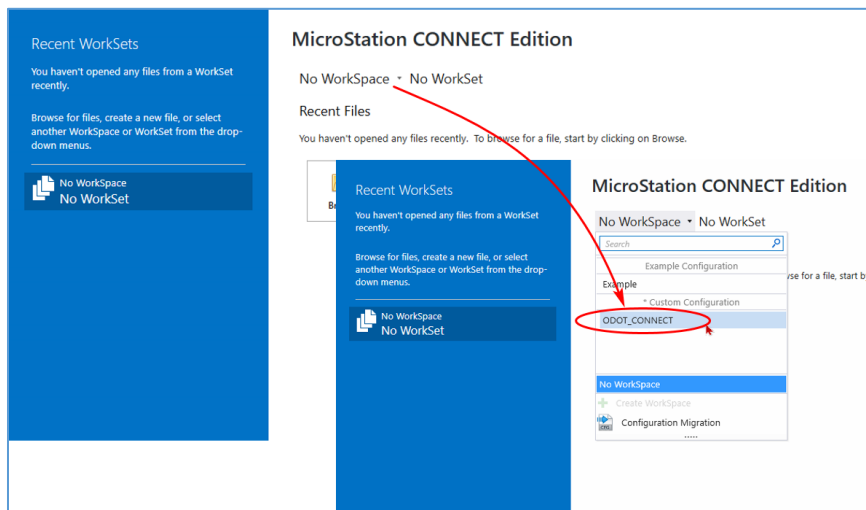 Recent WorkSets
You haven't opened any files from a WorkSet
recently.
Browse for files, create a new file, or select
another WorkSpace or WorkSet from the drop-
down menus.
No WorkSpace
No WorkSet
MicroStation CONNECT Edition
No WorkSpace No WorkSet
Recent Files
You haven't opened any files recently. To browse for a file, start by clicking on Browse.
Recent WorkSets
You haven't opened any files from a WorkSet
recently.
Browse for files, create a new file, or select
another WorkSpace or WorkSet from the drop-
down menus.
No WorkSpace
No WorkSet
MicroStation CONNECT Edition
No WorkSpace No WorkSet
Search
Example Configuration
for a file, start b
Example
* Custom Configuration
ODOT_CONNECT
No WorkSpace
Create WorkSpace
Configuration Migration
.....